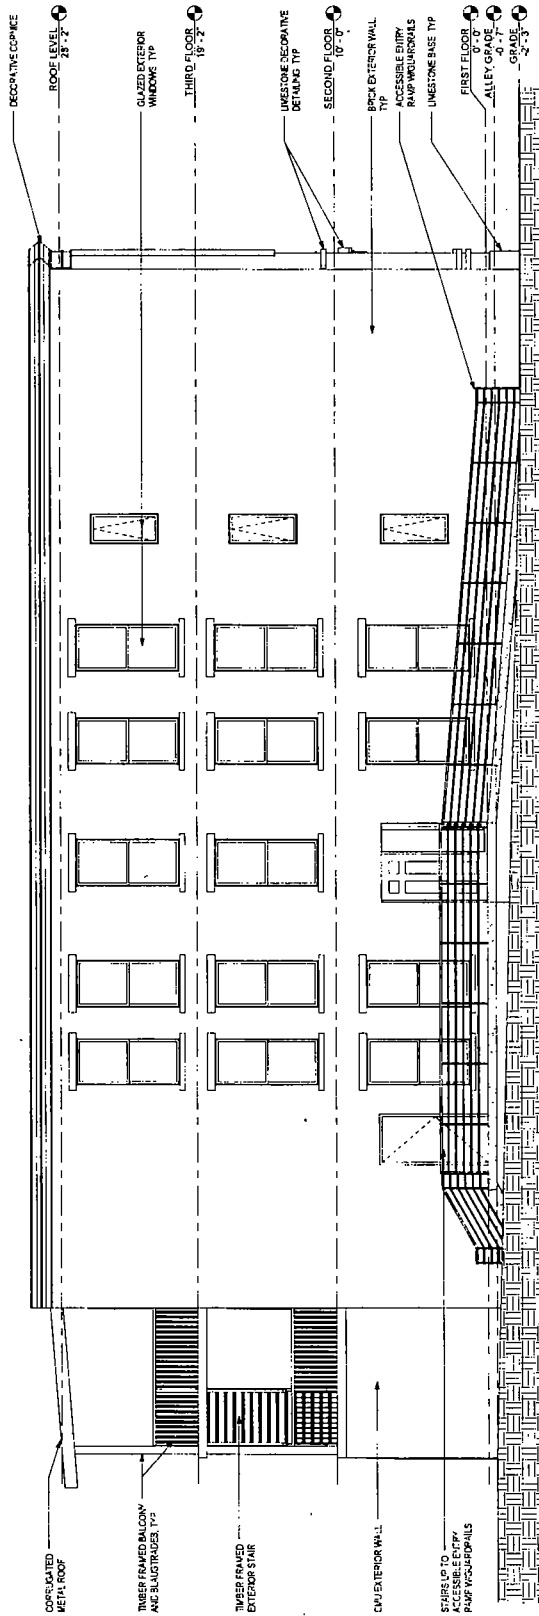 DECORATIVE CORNICE
ROOF LEVEL
28' - 2"
GLAZED EXTERIOR
WINDOWS TYP
THIRD FLOOR
19' - 2"
LIMESTONE DECORATIVE
DETAILING TYP
SECOND FLOOR
10' - 0"
BRICK EXTERIOR WALL,
TYP
ACCESSIBLE ENTRY
RAMP W/GUARDRAILS
LIMESTONE BASE TYP
FIRST FLOOR
0' - 0"
ALLEY GRADE
-0' - 7"
GRADE
-2' - 3"
CORRUGATED
METAL ROOF
TIMBER FRAMED BALCONY
AND BLAUSTRADES, TYP
TIMBER FRAMED
EXTERIOR STAIR
EXTERIOR WALL
STAIRS UP TO
ACCESSIBLE ENTRY
RAMP W/GUARDRAILS